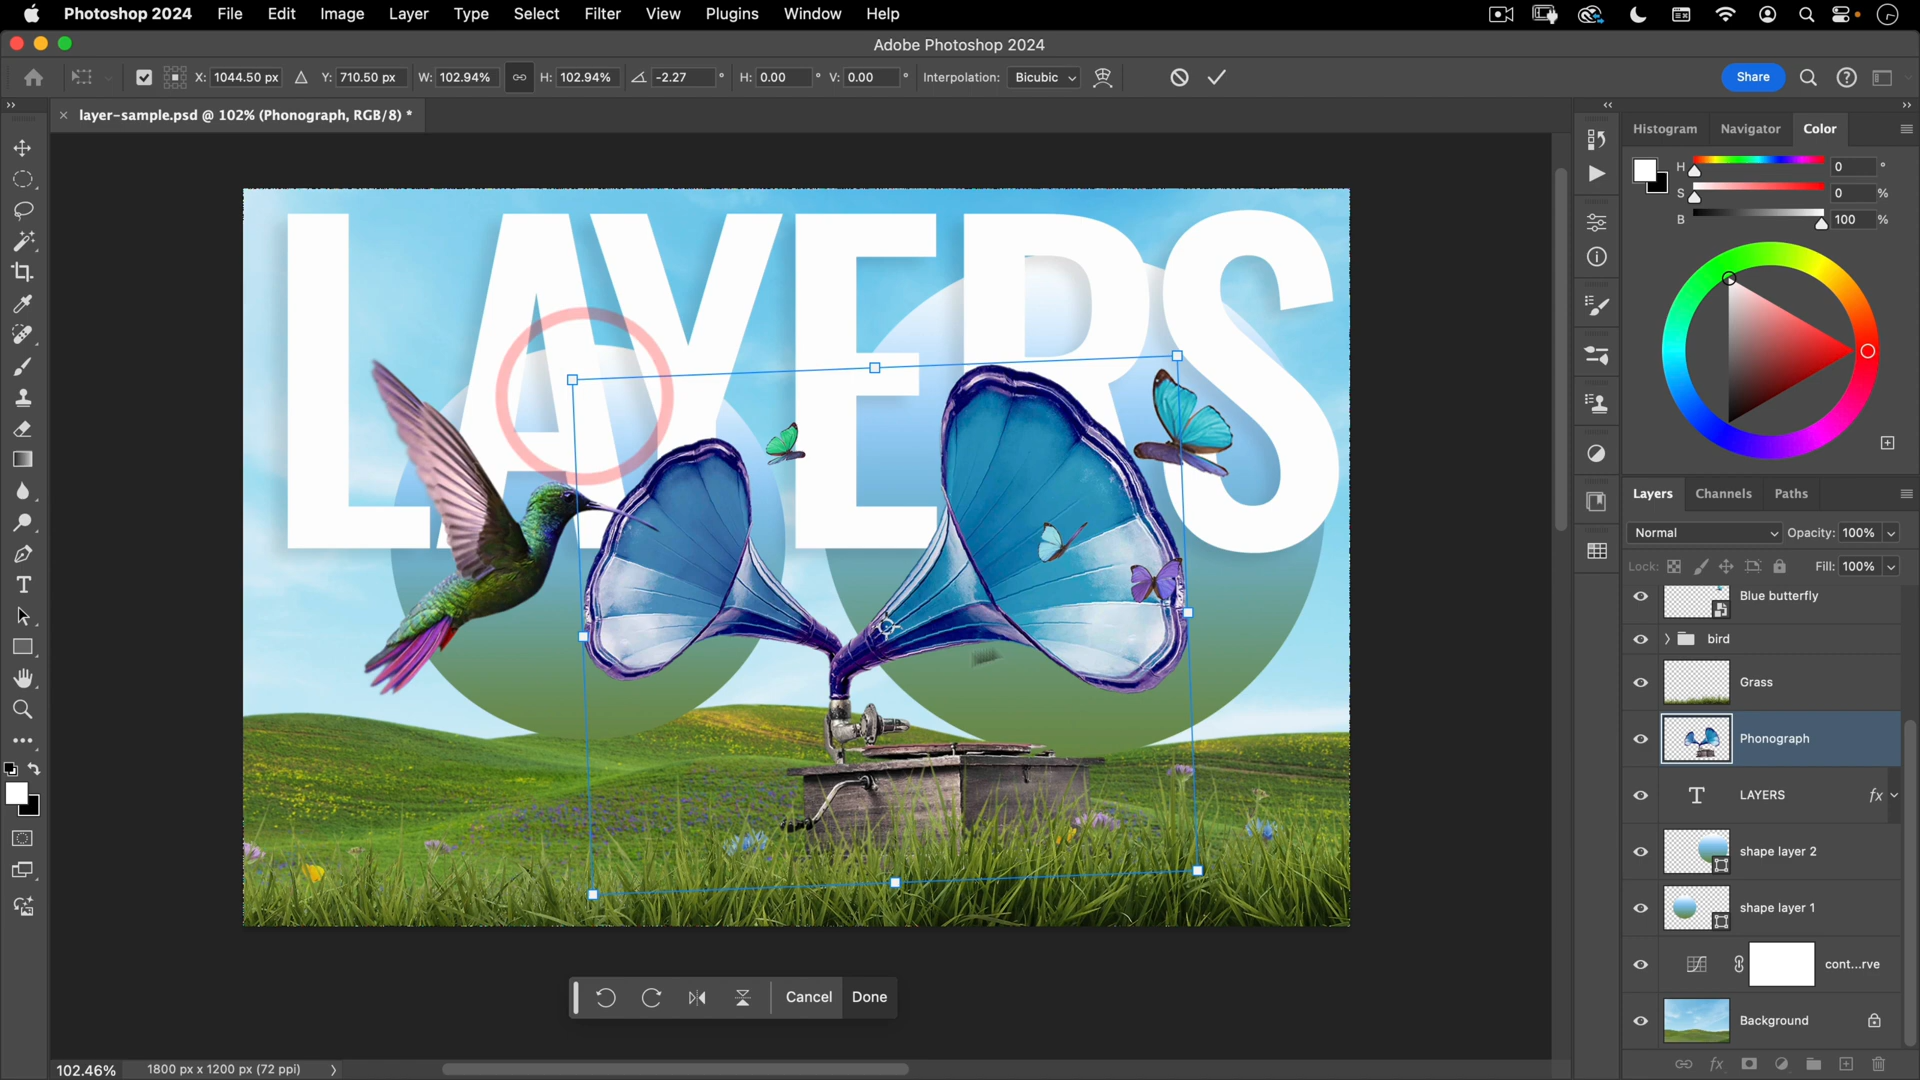 Photoshop 2024 File Edit Image Layer Type Select Filter View Plugins Window Help
Adobe Photoshop 2024
X: 1044.50 px Y: 710.50 px W: 102.94% H: 102.94% -2.27 ° H: 0.00 ° V: 0.00 ° Interpolation: Bicubic Share
layer-sample.psd @ 102% (Phonograph, RGB/8) *
LAYERS
Cancel Done
102.46% 1800 px x 1200 px (72 ppi)
Histogram Navigator Color
H 0 °
S 0 %
B 100 %
Layers Channels Paths
Normal Opacity: 100%
Lock: Fill: 100%
Blue butterfly
bird
Grass
Phonograph
T LAYERS fx
shape layer 2
shape layer 1
cont...rve
Background
fx